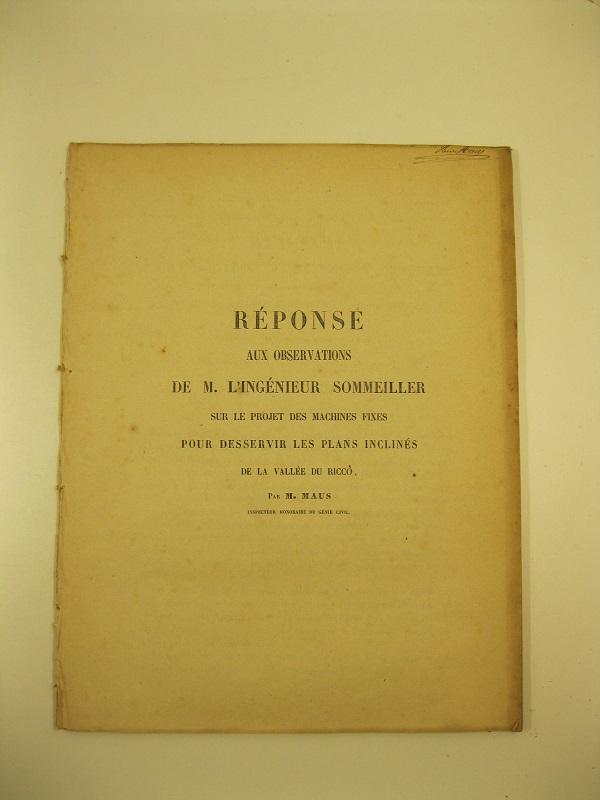 RÉPONSE
AUX OBSERVATIONS
DE M. L'INGÉNIEUR SOMMEILLER
SUR LE PROJET DES MACHINES FIXES
POUR DESSERVIR LES PLANS INCLINÉS
DE LA VALLÉE DU RICCÒ,
PAR M. MAUS
INSPECTEUR HONORAIRE DU GÉNIE CIVIL.